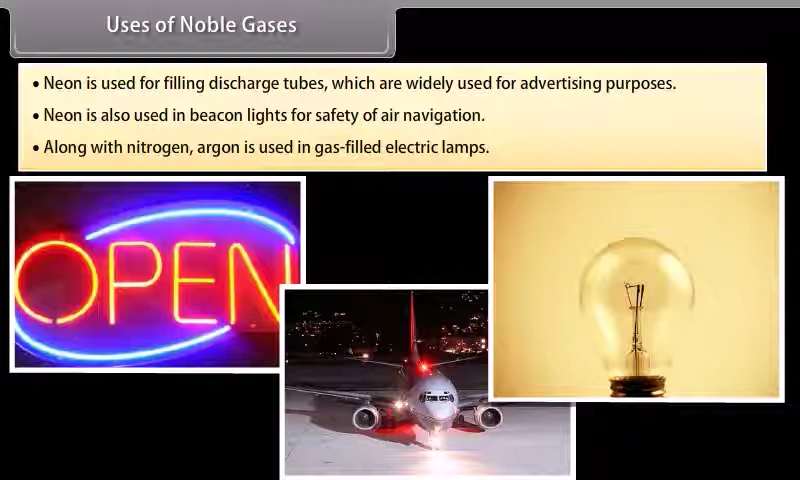 Uses of Noble Gases
• Neon is used for filling discharge tubes, which are widely used for advertising purposes.
• Neon is also used in beacon lights for safety of air navigation.
• Along with nitrogen, argon is used in gas-filled electric lamps.
OPEN